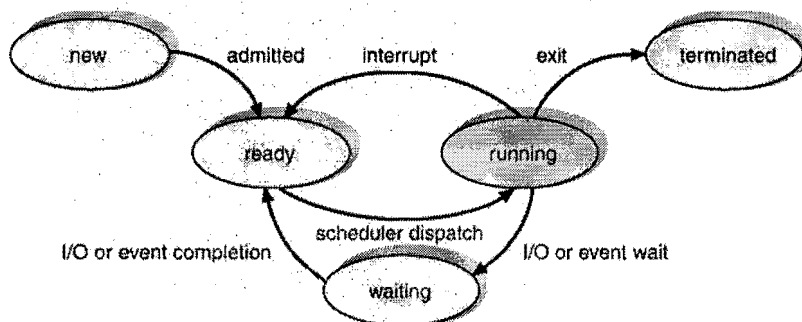 new
admitted
interrupt
exit
terminated
ready
running
I/O or event completion
scheduler dispatch
I/O or event wait
waiting